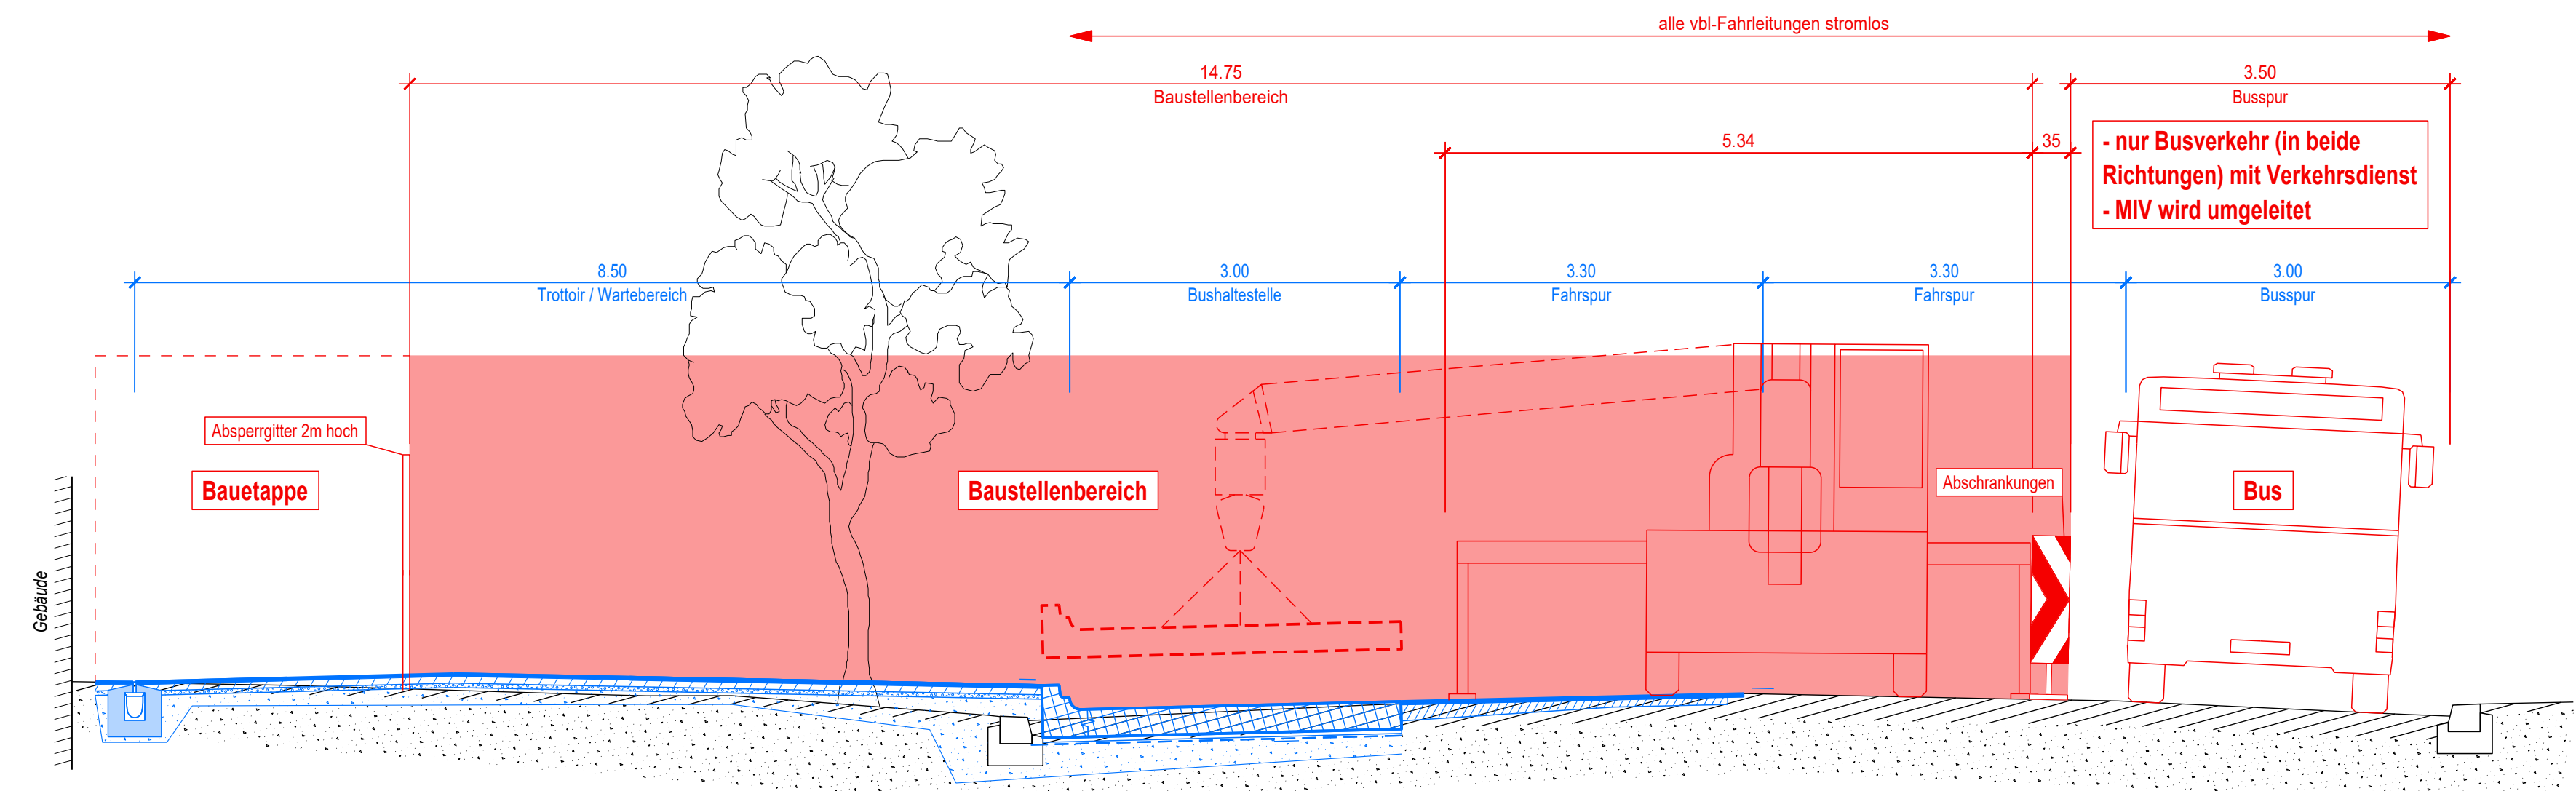 alle vbl-Fahrleitungen stromlos
14.75
Baustellenbereich
3.50
Busspur
5.34
35
- nur Busverkehr (in beide
Richtungen) mit Verkehrsdienst
- MIV wird umgeleitet
8.50
Trottoir / Wartebereich
3.00
Bushaltestelle
3.30
Fahrspur
3.30
Fahrspur
3.00
Busspur
Absperrgitter 2m hoch
Bauetappe
Baustellenbereich
Abschrankungen
Bus
Gebäude